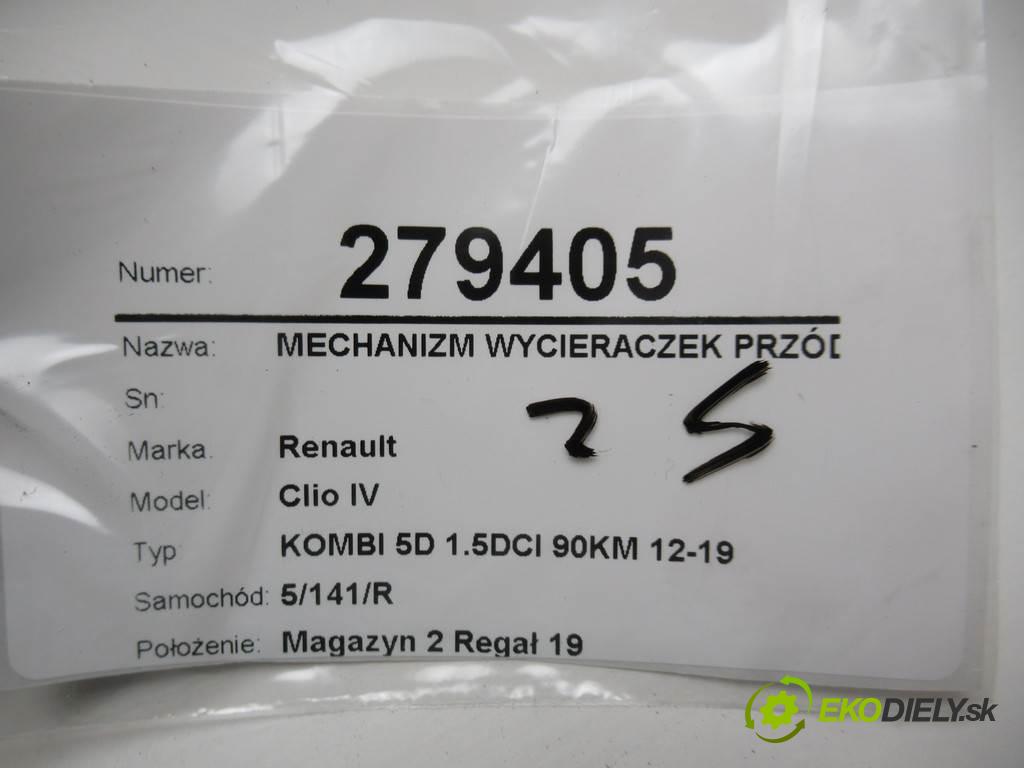 Numer: 279405
Nazwa: MECHANIZM WYCIERACZEK PRZÓD
Sn:
25
Marka: Renault
Model: Clio IV
Typ: KOMBI 5D 1.5DCI 90KM 12-19
Samochód: 5/141/R
Położenie: Magazyn 2 Regał 19
EKODIELY.sk